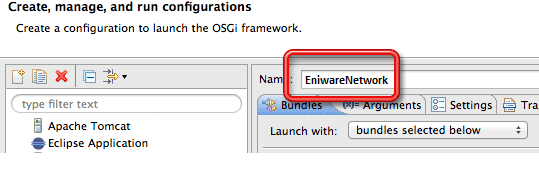 Create, manage, and run configurations
Create a configuration to launch the OSGi framework.
Name: EniwareNetwork
type filter text
Bundles (x)= Arguments Settings Tra
Apache Tomcat
Launch with: bundles selected below
Eclipse Application